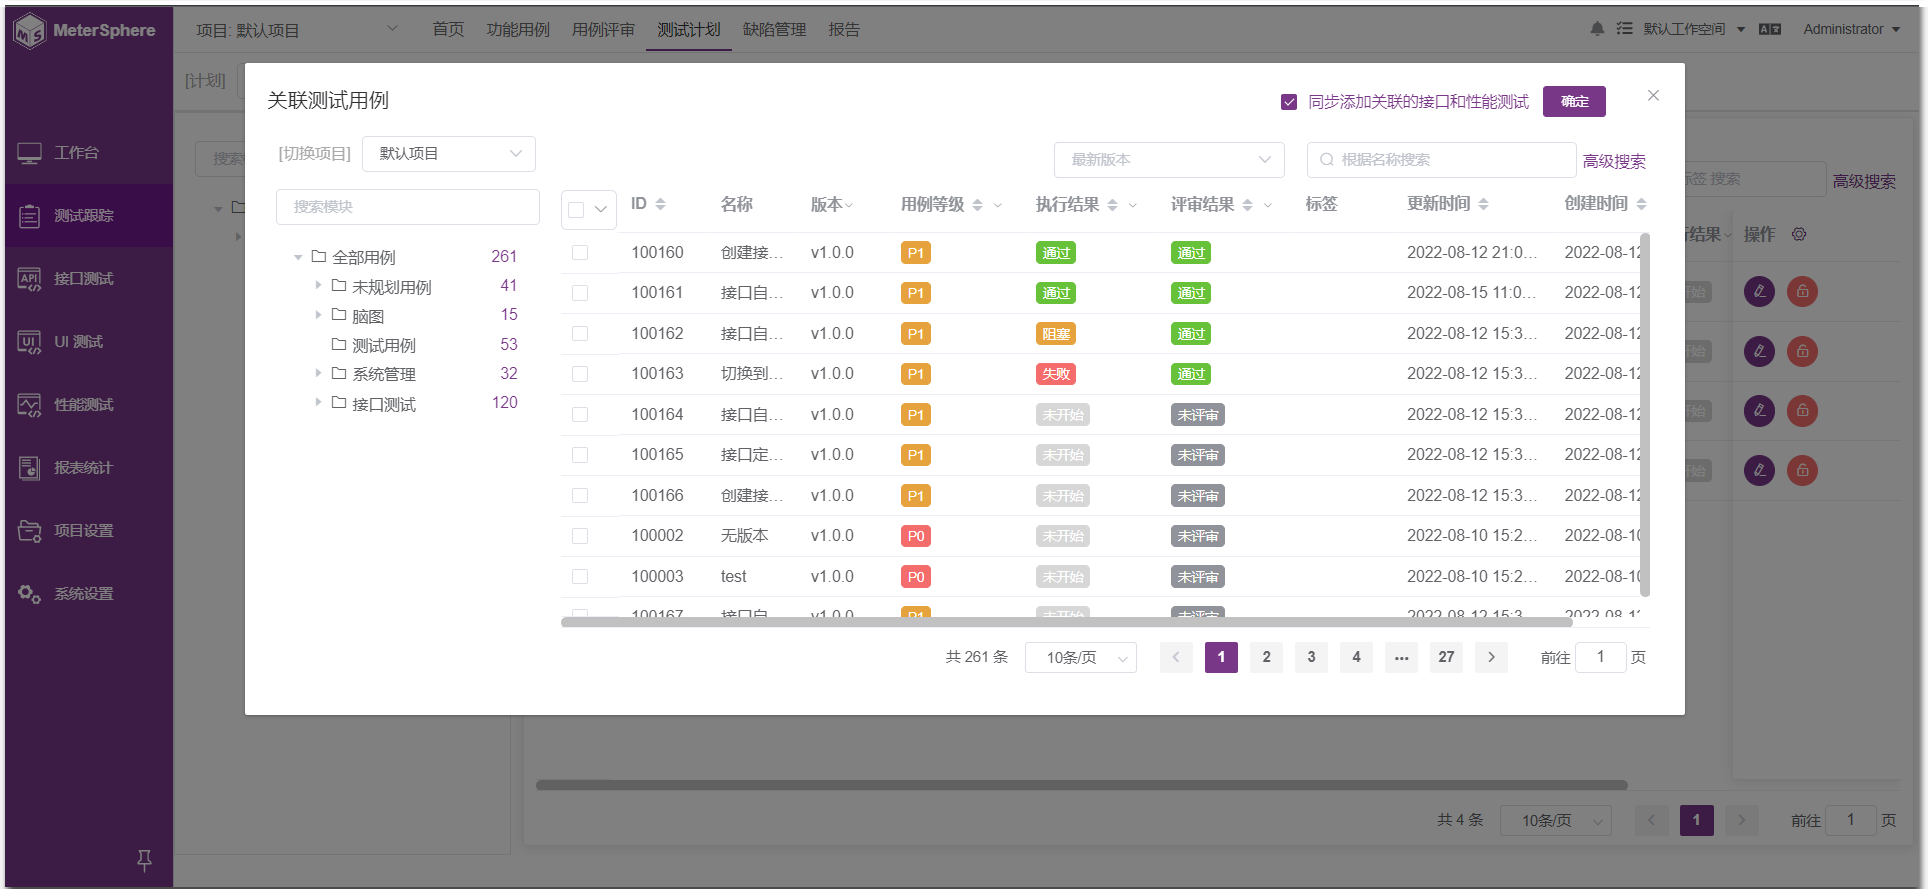 MeterSphere
项目: 默认项目
首页 功能用例 用例评审 测试计划 缺陷管理 报告
默认工作空间
Administrator
[计划]
工作台
测试跟踪
接口测试
UI 测试
性能测试
报表统计
项目设置
系统设置
关联测试用例
同步添加关联的接口和性能测试
确定
[切换项目] 默认项目
最新版本
根据名称搜索
高级搜索
搜索
标签 搜索
高级搜索
搜索模块
ID 名称 版本 用例等级 执行结果 评审结果 标签 更新时间 创建时间
结果 操作
全部用例 261
未规划用例 41
脑图 15
测试用例 53
系统管理 32
接口测试 120
100160 创建接... v1.0.0 P1 通过 通过 2022-08-12 21:0... 2022-08-12
100161 接口自... v1.0.0 P1 通过 通过 2022-08-15 11:0... 2022-08-12
100162 接口自... v1.0.0 P1 阻塞 通过 2022-08-12 15:3... 2022-08-12
100163 切换到... v1.0.0 P1 失败 通过 2022-08-12 15:3... 2022-08-12
100164 接口自... v1.0.0 P1 未开始 未评审 2022-08-12 15:3... 2022-08-12
100165 接口定... v1.0.0 P1 未开始 未评审 2022-08-12 15:3... 2022-08-12
100166 创建接... v1.0.0 P1 未开始 未评审 2022-08-12 15:3... 2022-08-12
100002 无版本 v1.0.0 P0 未开始 未评审 2022-08-10 15:2... 2022-08-10
100003 test v1.0.0 P0 未开始 未评审 2022-08-10 15:2... 2022-08-10
100167 接口自... v1.0.0 P1 未开始 未评审 2022-08-12 15:3... 2022-08-12
开始
开始
开始
开始
共 261 条 10条/页 1 2 3 4 ... 27 前往 1 页
共 4 条 10条/页 1 前往 1 页